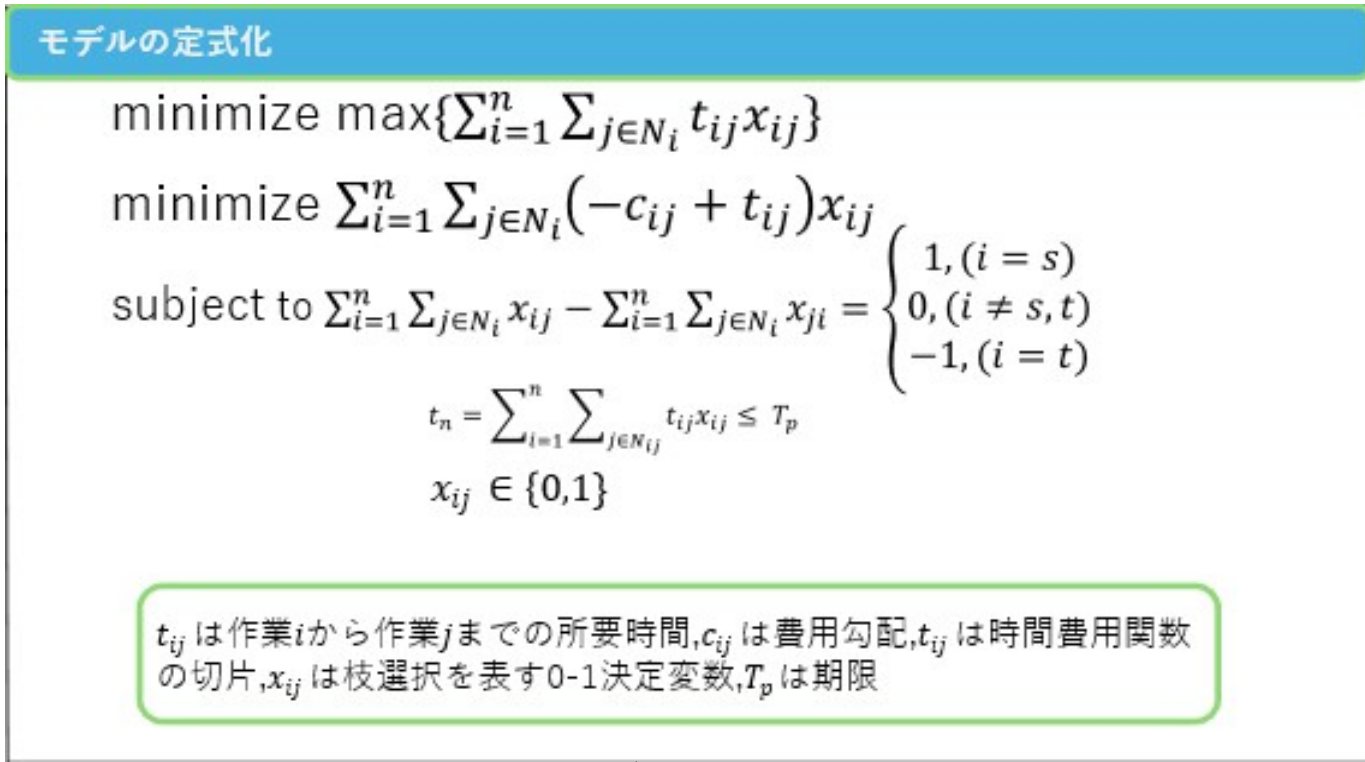 モデルの定式化
minimize max{∑_{i=1}^{n} ∑_{j∈N_i} t_{ij}x_{ij}}
minimize ∑_{i=1}^{n} ∑_{j∈N_i} (−c_{ij} + t_{ij})x_{ij}
subject to ∑_{i=1}^{n} ∑_{j∈N_i} x_{ij} − ∑_{i=1}^{n} ∑_{j∈N_i} x_{ji} = { 1, (i = s)
0, (i ≠ s, t)
−1, (i = t)
t_n = ∑_{i=1}^{n} ∑_{j∈N_{ij}} t_{ij}x_{ij} ≤ T_p
x_{ij} ∈ {0,1}
t_{ij} は作業iから作業jまでの所要時間,c_{ij} は費用勾配,t_{ij} は時間費用関数
の切片,x_{ij} は枝選択を表す0-1決定変数,T_p は期限